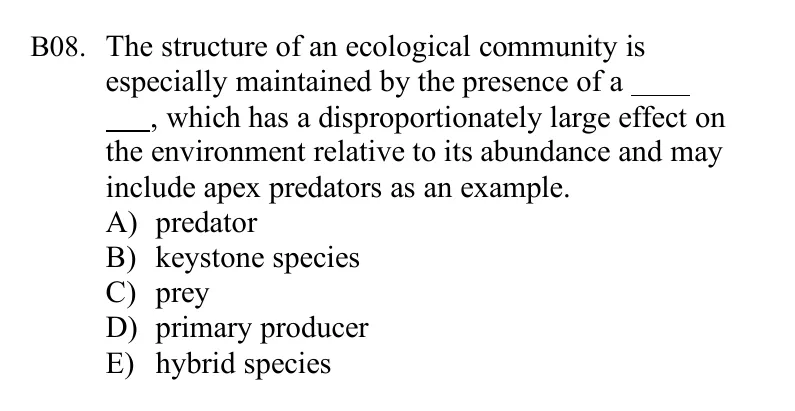 B08. The structure of an ecological community is
especially maintained by the presence of a ____
___, which has a disproportionately large effect on
the environment relative to its abundance and may
include apex predators as an example.
A) predator
B) keystone species
C) prey
D) primary producer
E) hybrid species